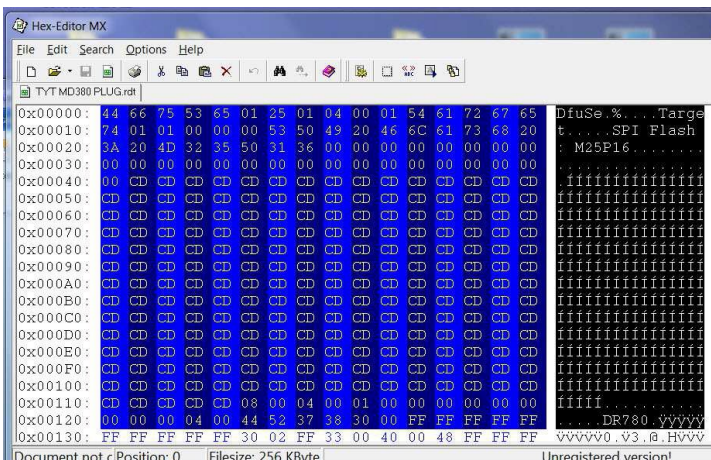 Hex-Editor MX
File Edit Search Options Help
TYT MD380 PLUG.rdt
0x00000: 44 66 75 53 65 01 25 01 04 00 01 54 61 72 67 65 DfuSe.%....Targe
0x00010: 74 01 01 00 00 00 53 50 49 20 46 6C 61 73 68 20 t.....SPI Flash
0x00020: 3A 20 4D 32 35 50 31 36 00 00 00 00 00 00 00 00 : M25P16........
0x00030: 00 00 00 00 00 00 00 00 00 00 00 00 00 00 00 00 ................
0x00040: 00 CD CD CD CD CD CD CD CD CD CD CD CD CD CD CD .ÍÍÍÍÍÍÍÍÍÍÍÍÍÍÍ
0x00050: CD CD CD CD CD CD CD CD CD CD CD CD CD CD CD CD ÍÍÍÍÍÍÍÍÍÍÍÍÍÍÍÍ
0x00060: CD CD CD CD CD CD CD CD CD CD CD CD CD CD CD CD ÍÍÍÍÍÍÍÍÍÍÍÍÍÍÍÍ
0x00070: CD CD CD CD CD CD CD CD CD CD CD CD CD CD CD CD ÍÍÍÍÍÍÍÍÍÍÍÍÍÍÍÍ
0x00080: CD CD CD CD CD CD CD CD CD CD CD CD CD CD CD CD ÍÍÍÍÍÍÍÍÍÍÍÍÍÍÍÍ
0x00090: CD CD CD CD CD CD CD CD CD CD CD CD CD CD CD CD ÍÍÍÍÍÍÍÍÍÍÍÍÍÍÍÍ
0x000A0: CD CD CD CD CD CD CD CD CD CD CD CD CD CD CD CD ÍÍÍÍÍÍÍÍÍÍÍÍÍÍÍÍ
0x000B0: CD CD CD CD CD CD CD CD CD CD CD CD CD CD CD CD ÍÍÍÍÍÍÍÍÍÍÍÍÍÍÍÍ
0x000C0: CD CD CD CD CD CD CD CD CD CD CD CD CD CD CD CD ÍÍÍÍÍÍÍÍÍÍÍÍÍÍÍÍ
0x000D0: CD CD CD CD CD CD CD CD CD CD CD CD CD CD CD CD ÍÍÍÍÍÍÍÍÍÍÍÍÍÍÍÍ
0x000E0: CD CD CD CD CD CD CD CD CD CD CD CD CD CD CD CD ÍÍÍÍÍÍÍÍÍÍÍÍÍÍÍÍ
0x000F0: CD CD CD CD CD CD CD CD CD CD CD CD CD CD CD CD ÍÍÍÍÍÍÍÍÍÍÍÍÍÍÍÍ
0x00100: CD CD CD CD CD CD CD CD CD CD CD CD CD CD CD CD ÍÍÍÍÍÍÍÍÍÍÍÍÍÍÍÍ
0x00110: CD CD CD CD CD 08 00 04 00 01 00 00 00 00 00 00 ÍÍÍÍÍ...........
0x00120: 00 00 00 04 00 44 52 37 38 30 00 FF FF FF FF FF .....DR780.ÿÿÿÿÿ
0x00130: FF FF FF FF FF 30 02 FF 33 00 40 00 48 FF FF FF ÿÿÿÿÿ0.ÿ3.@.Hÿÿÿ
Document not c Position: 0 Filesize: 256 KByte Unregistered version!